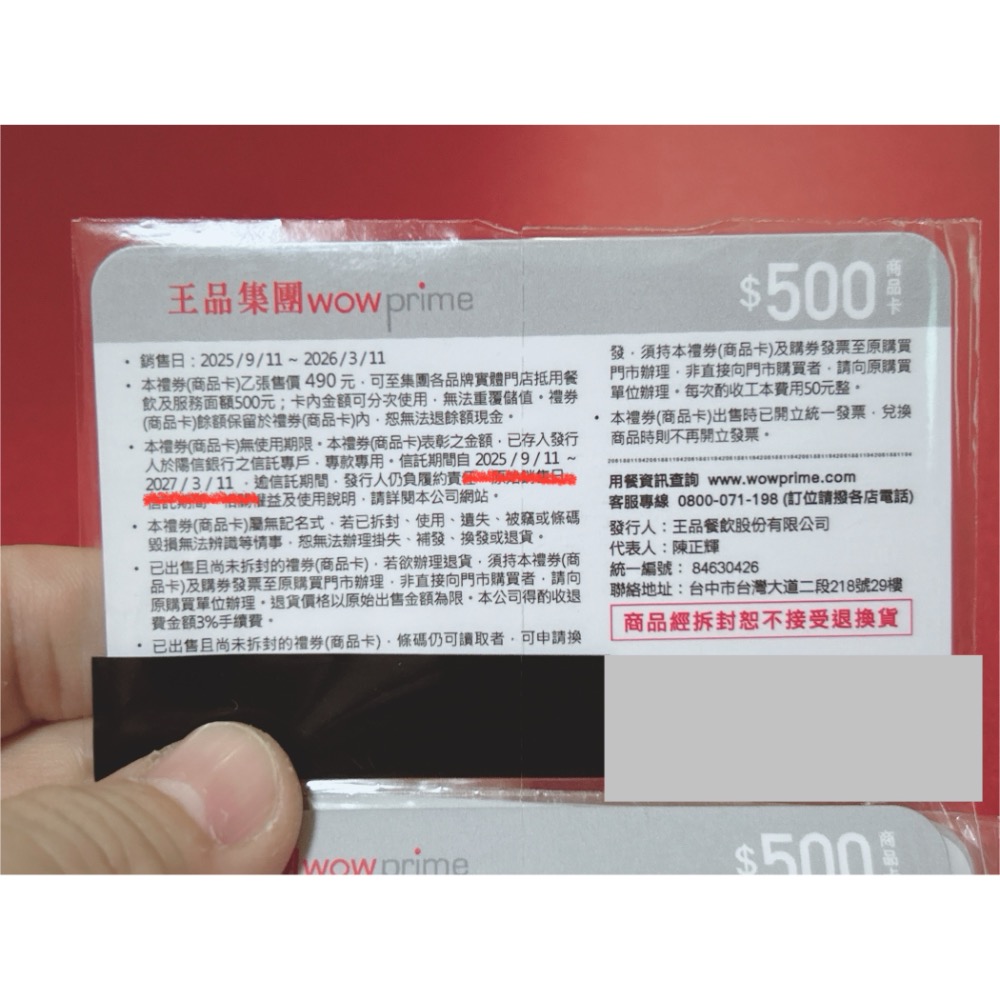 王品集團wowprime
$500 商品卡
・銷售日：2025/9/11 ~ 2026/3/11
・本禮券(商品卡)乙張售價 490 元，可至集團各品牌實體門店抵用餐
飲及服務面額500元；卡內金額可分次使用，無法重覆儲值。禮券
(商品卡)餘額保留於禮券(商品卡)內，恕無法退餘額現金。
・本禮券(商品卡)無使用期限。本禮券(商品卡)表彰之金額，已存入發行
人於陽信銀行之信託專戶，專款專用。信託期間自 2025/9/11 ~
2027/3/11，逾信託期間，發行人仍負履約責
權益及使用說明，請詳閱本公司網站。
・本禮券(商品卡)屬無記名式，若已拆封、使用、遺失、被竊或條碼
毀損無法辨識等情事，恕無法辦理掛失、補發、換發或退貨。
・已出售且尚未拆封的禮券(商品卡)，若欲辦理退貨，須持本禮券(商
品卡)及購券發票至原購買門市辦理，非直接向門市購買者，請向
原購買單位辦理。退貨價格以原始出售金額為限。本公司得酌收退
費金額3%手續費。
・已出售且尚未拆封的禮券(商品卡)，條碼仍可讀取者，可申請換
發，須持本禮券(商品卡)及購券發票至原購買
門市辦理，非直接向門市購買者，請向原購買
單位辦理。每次酌收工本費用50元整。
・本禮券(商品卡)出售時已開立統一發票，兌換
商品時則不再開立發票。
用餐資訊查詢 www.wowprime.com
客服專線 0800-071-198 (訂位請撥各店電話)
發行人：王品餐飲股份有限公司
代表人：陳正輝
統一編號：84630426
聯絡地址：台中市台灣大道二段218號29樓
商品經拆封恕不接受退換貨
wowprime
$500